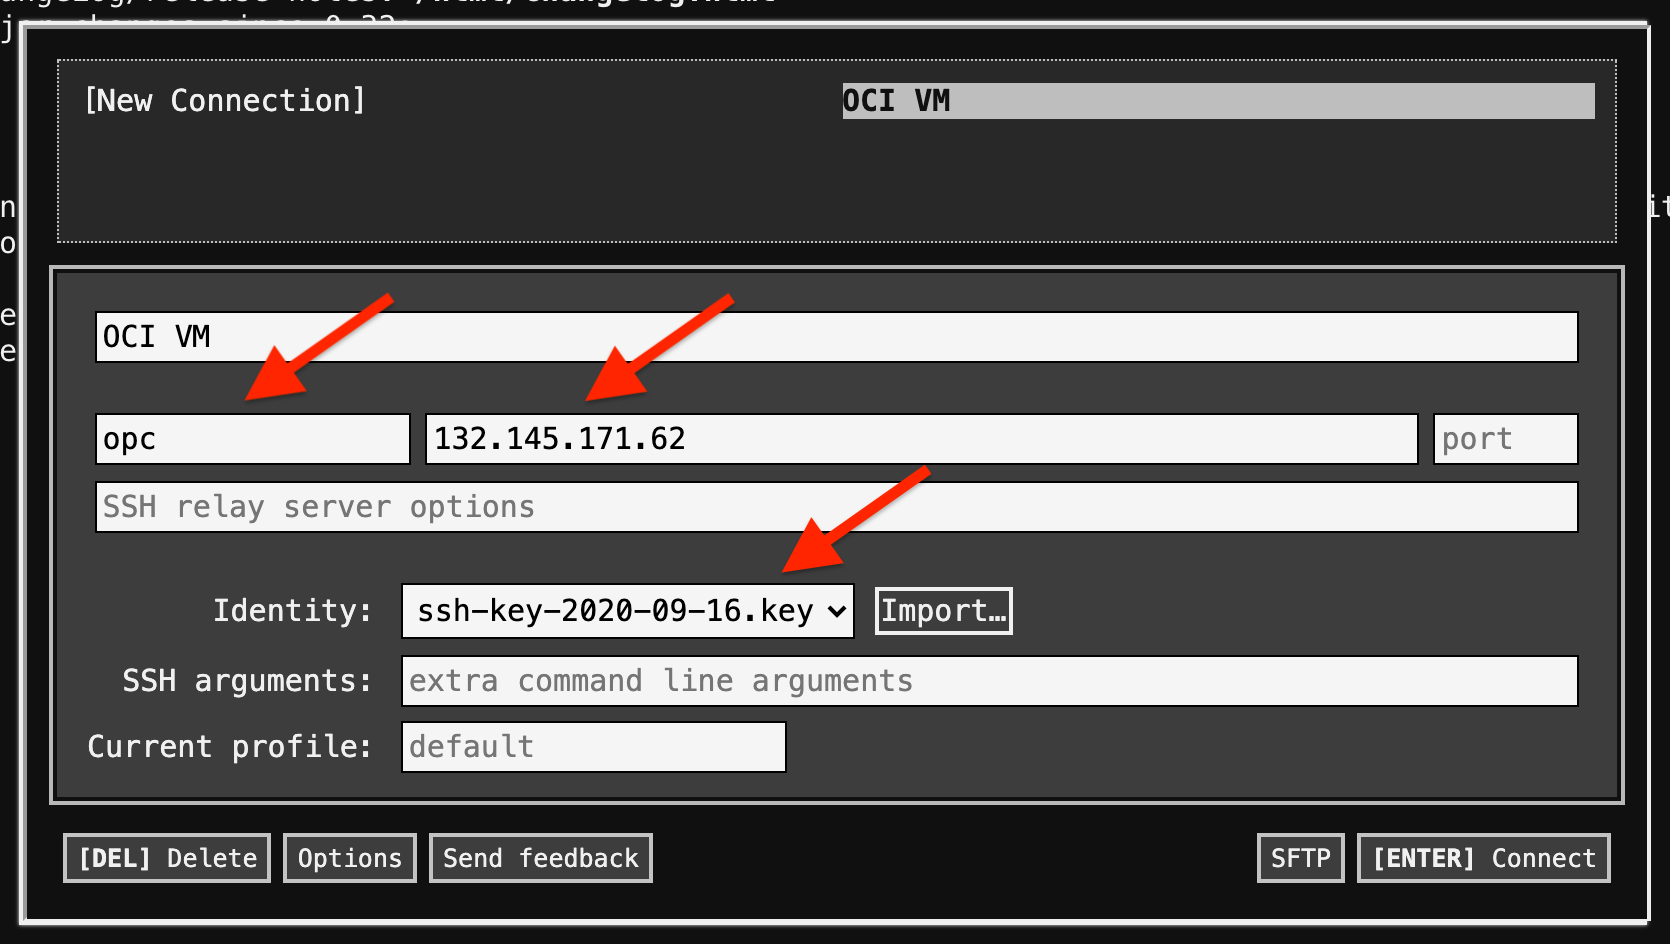 [New Connection] OCI VM
OCI VM
opc 132.145.171.62 port
SSH relay server options
Identity: ssh-key-2020-09-16.key Import…
SSH arguments: extra command line arguments
Current profile: default
[DEL] Delete Options Send feedback SFTP [ENTER] Connect